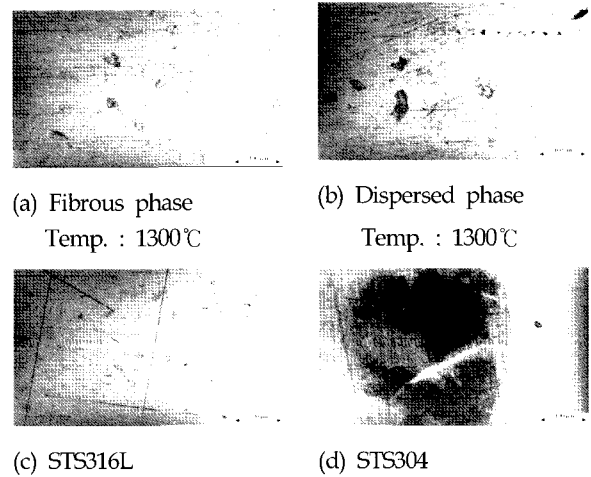 (a) Fibrous phase
Temp. : 1300℃
(b) Dispersed phase
Temp. : 1300℃
(c) STS316L
(d) STS304